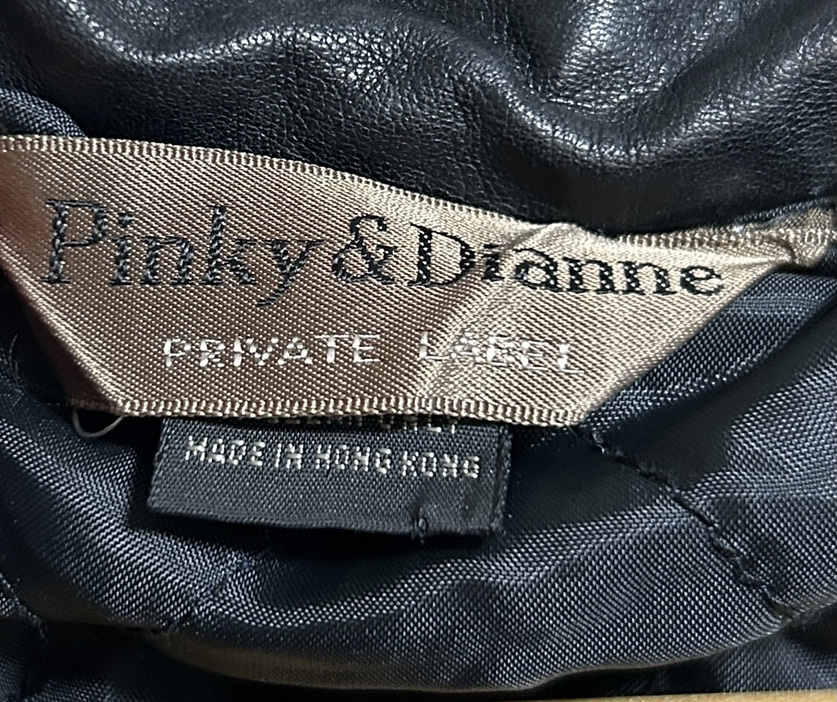 Pinky&Dianne
PRIVATE LABEL
MADE IN HONG KONG